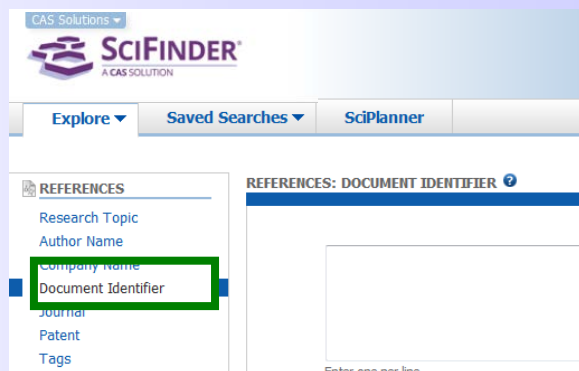 CAS Solutions ▾
SCIFINDER®
A CAS SOLUTION
Explore ▾ Saved Searches ▾ SciPlanner
REFERENCES
Research Topic
Author Name
Company Name
Document Identifier
Journal
Patent
Tags
REFERENCES: DOCUMENT IDENTIFIER ?
Enter one per line